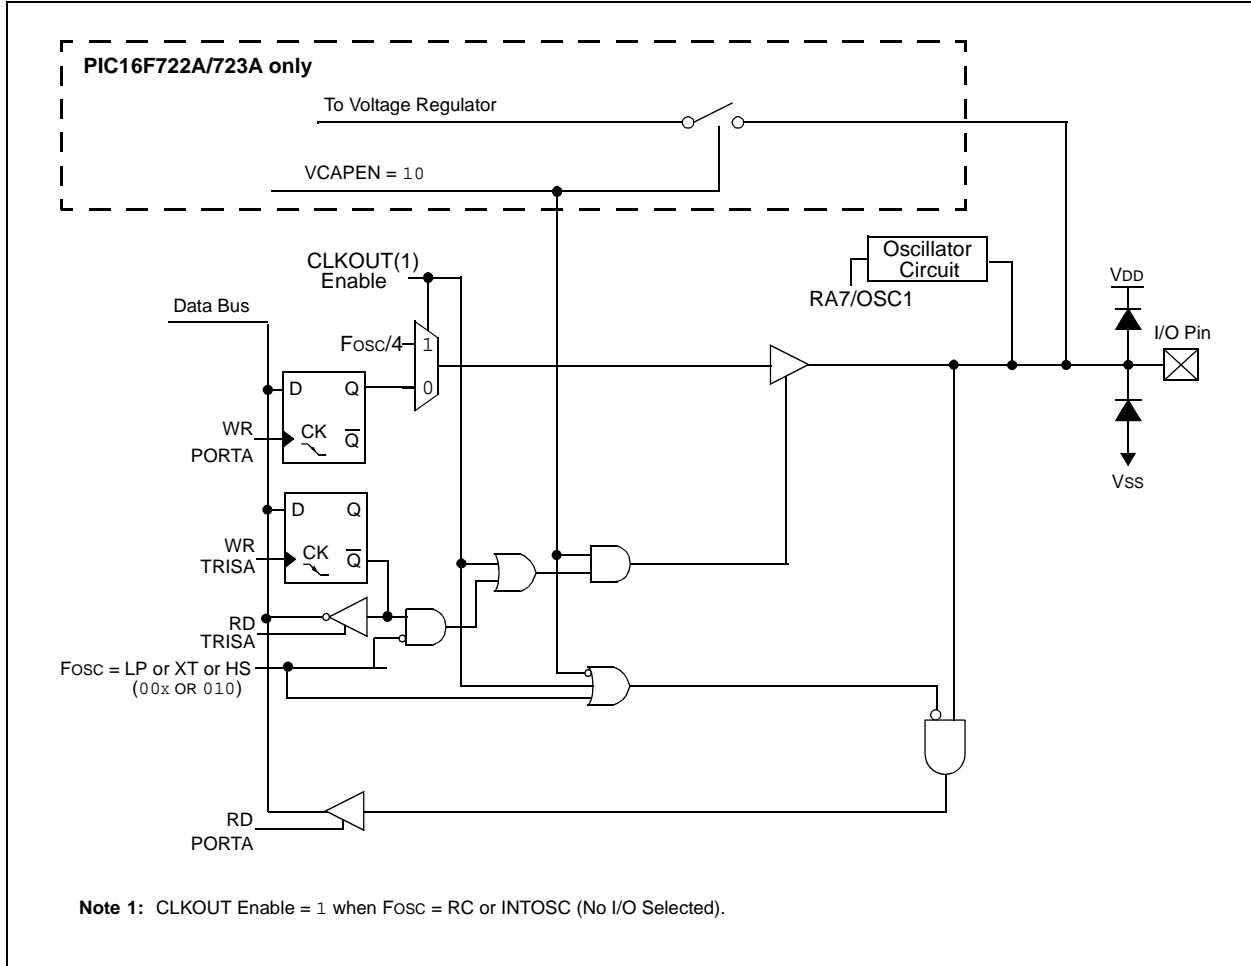 PIC16F722A/723A only
To Voltage Regulator
VCAPEN = 10
CLKOUT(1)
Enable
Oscillator
Circuit
RA7/OSC1
VDD
I/O Pin
Data Bus
FOSC/4
1
0
D Q
CK Q
WR
PORTA
VSS
D Q
CK Q
WR
TRISA
RD
TRISA
FOSC = LP or XT or HS
(00x OR 010)
RD
PORTA
Note 1: CLKOUT Enable = 1 when FOSC = RC or INTOSC (No I/O Selected).